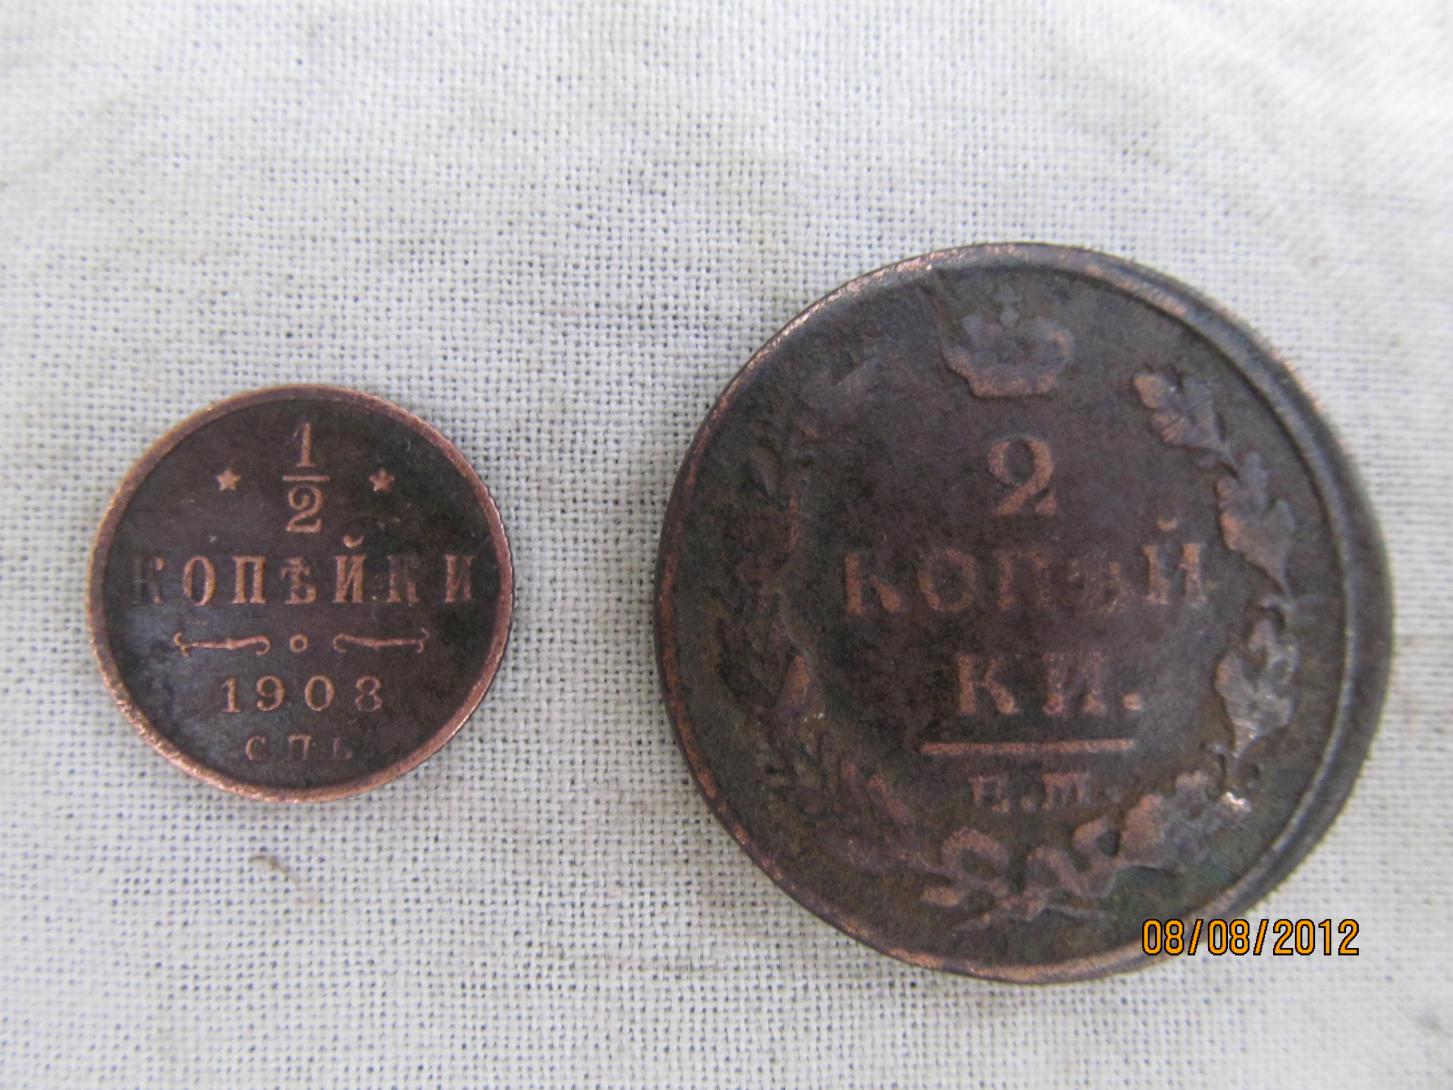 1/2
КОПѢЙКИ
1908
СПБ
2
КОПѢЙ
КИ.
Е.М.
08/08/2012